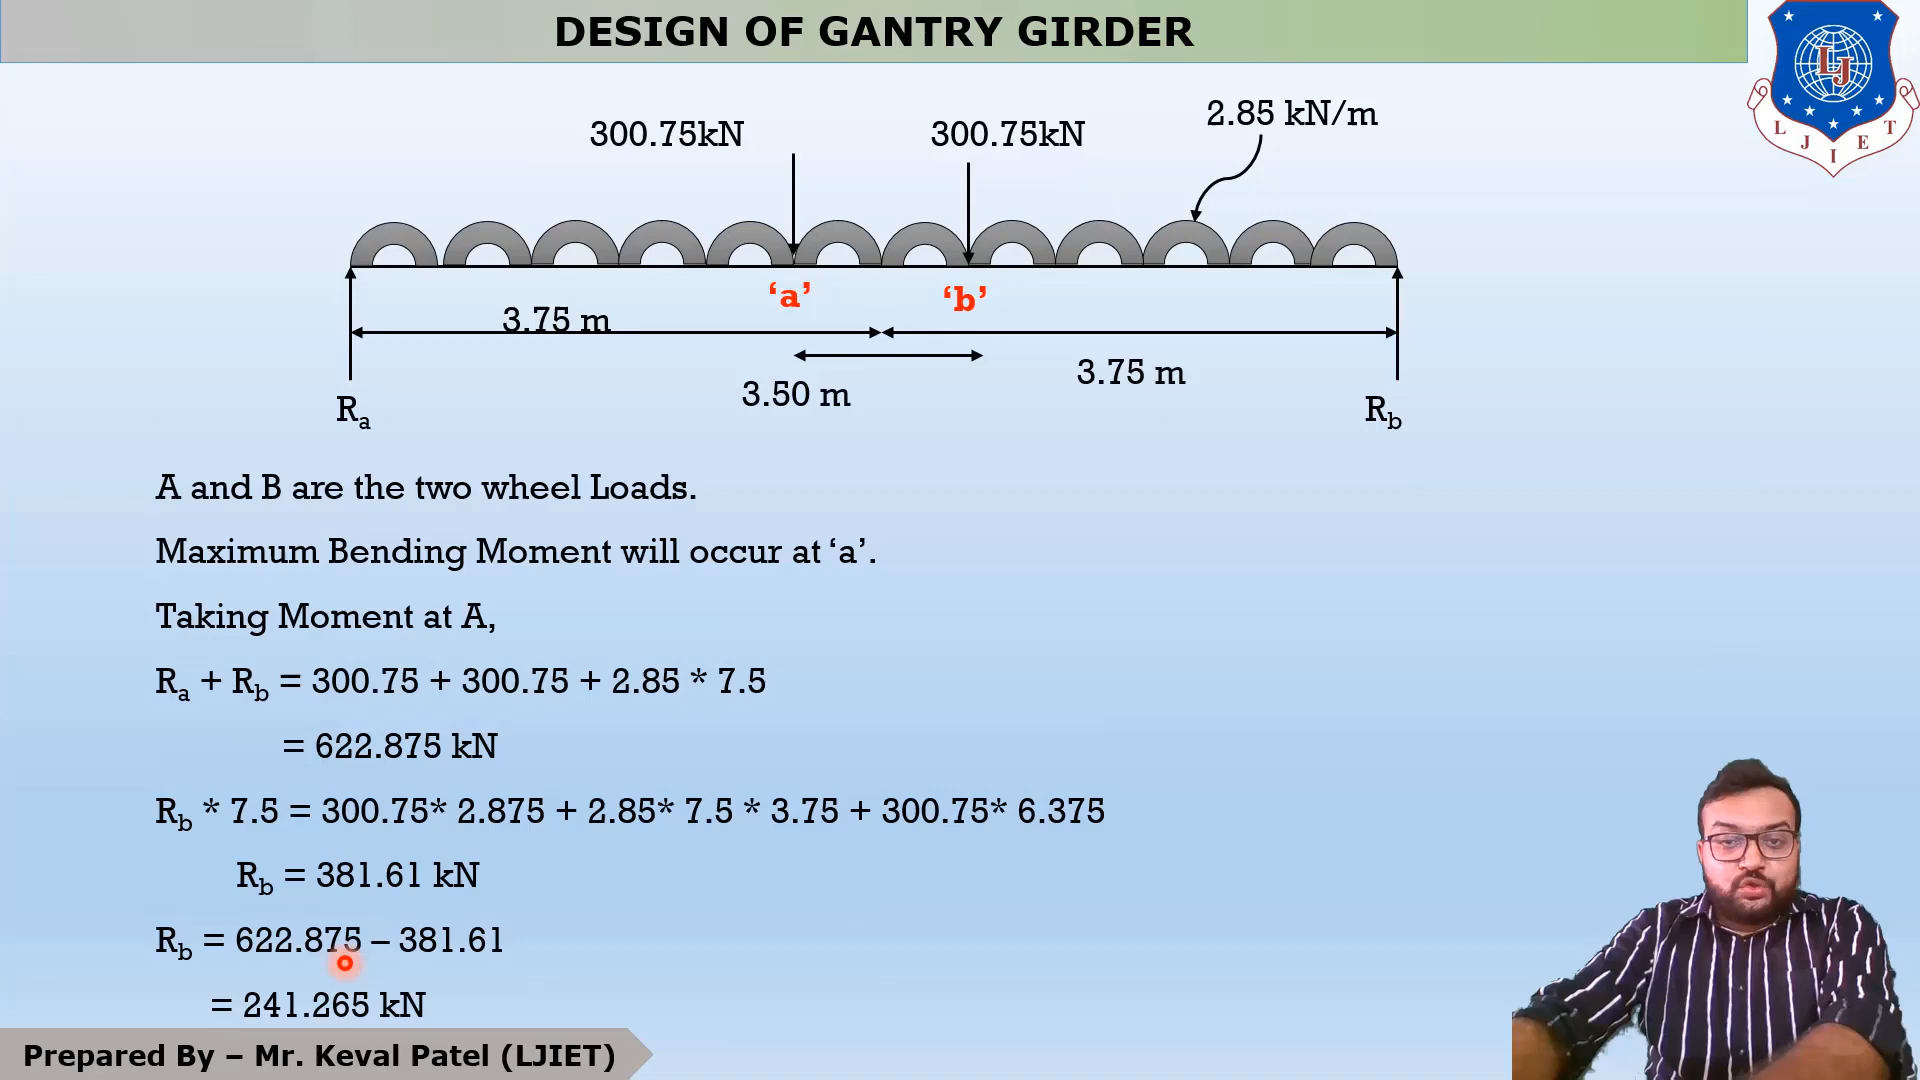 DESIGN OF GANTRY GIRDER
L J I E T
LJ
300.75kN
300.75kN
2.85 kN/m
‘a’
‘b’
3.75 m
3.50 m
3.75 m
Ra
Rb
A and B are the two wheel Loads.
Maximum Bending Moment will occur at ‘a’.
Taking Moment at A,
Ra + Rb = 300.75 + 300.75 + 2.85 * 7.5
= 622.875 kN
Rb * 7.5 = 300.75* 2.875 + 2.85* 7.5 * 3.75 + 300.75* 6.375
Rb = 381.61 kN
Rb = 622.875 – 381.61
= 241.265 kN
Prepared By – Mr. Keval Patel (LJIET)